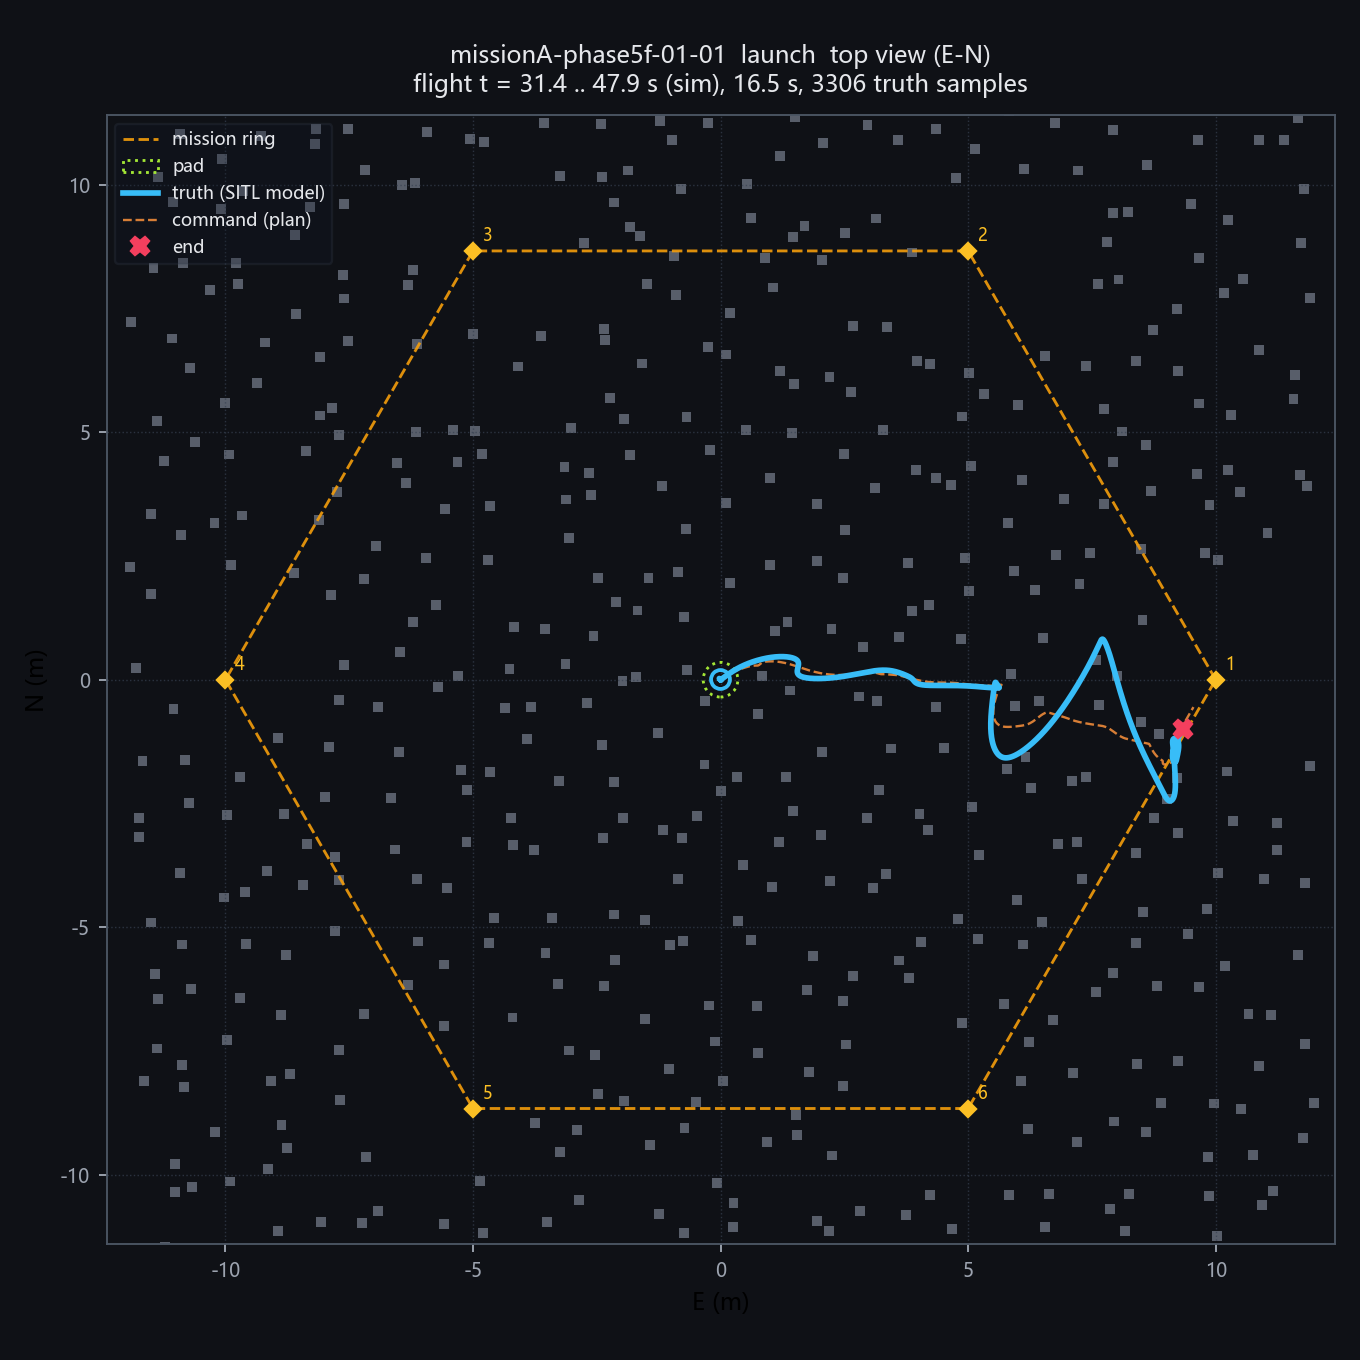 missionA-phase5f-01-01  launch  top view (E-N)
flight t = 31.4 .. 47.9 s (sim), 16.5 s, 3306 truth samples
mission ring
pad
truth (SITL model)
command (plan)
end
10
5
0
-5
-10
N (m)
3
2
4
1
5
6
-10
-5
0
5
10
E (m)